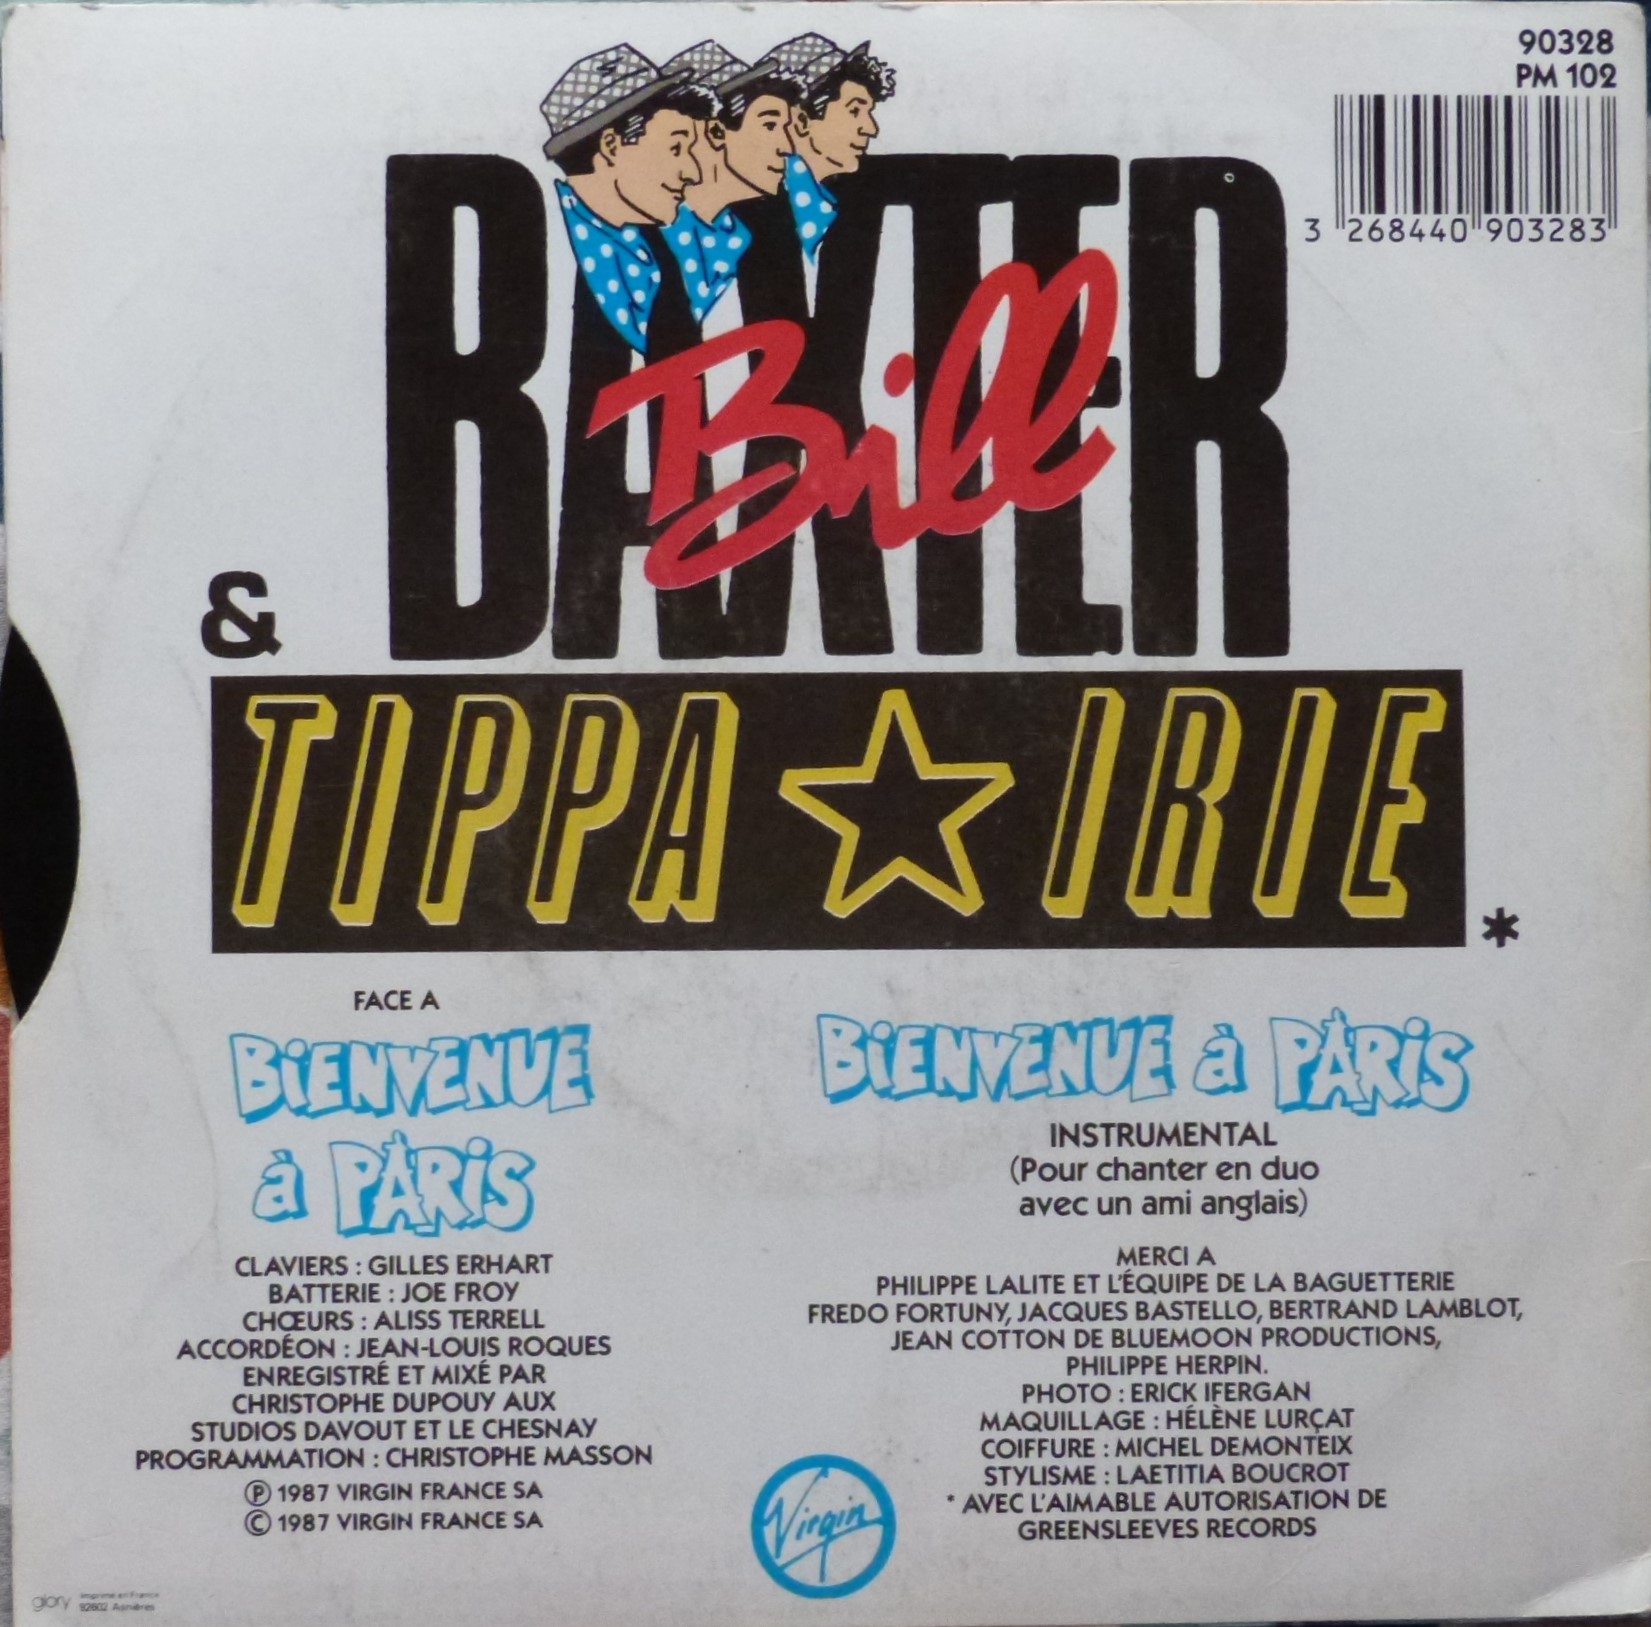 90328
PM 102
3 268440 903283
BAXTER
Bill
&
TIPPA ☆ IRIE
*
FACE A
BiENVENUE
à PARiS
CLAVIERS : GILLES ERHART
BATTERIE : JOE FROY
CHŒURS : ALISS TERRELL
ACCORDÉON : JEAN-LOUIS ROQUES
ENREGISTRÉ ET MIXÉ PAR
CHRISTOPHE DUPOUY AUX
STUDIOS DAVOUT ET LE CHESNAY
PROGRAMMATION : CHRISTOPHE MASSON
Ⓟ 1987 VIRGIN FRANCE SA
© 1987 VIRGIN FRANCE SA
BiENVENUE à PARiS
INSTRUMENTAL
(Pour chanter en duo
avec un ami anglais)
MERCI A
PHILIPPE LALITE ET L'ÉQUIPE DE LA BAGUETTERIE
FREDO FORTUNY, JACQUES BASTELLO, BERTRAND LAMBLOT,
JEAN COTTON DE BLUEMOON PRODUCTIONS,
PHILIPPE HERPIN.
PHOTO : ERICK IFERGAN
MAQUILLAGE : HÉLÈNE LURÇAT
COIFFURE : MICHEL DEMONTEIX
STYLISME : LAETITIA BOUCROT
* AVEC L'AIMABLE AUTORISATION DE
GREENSLEEVES RECORDS
Virgin
glory
imprimé en France
92602 Asnières